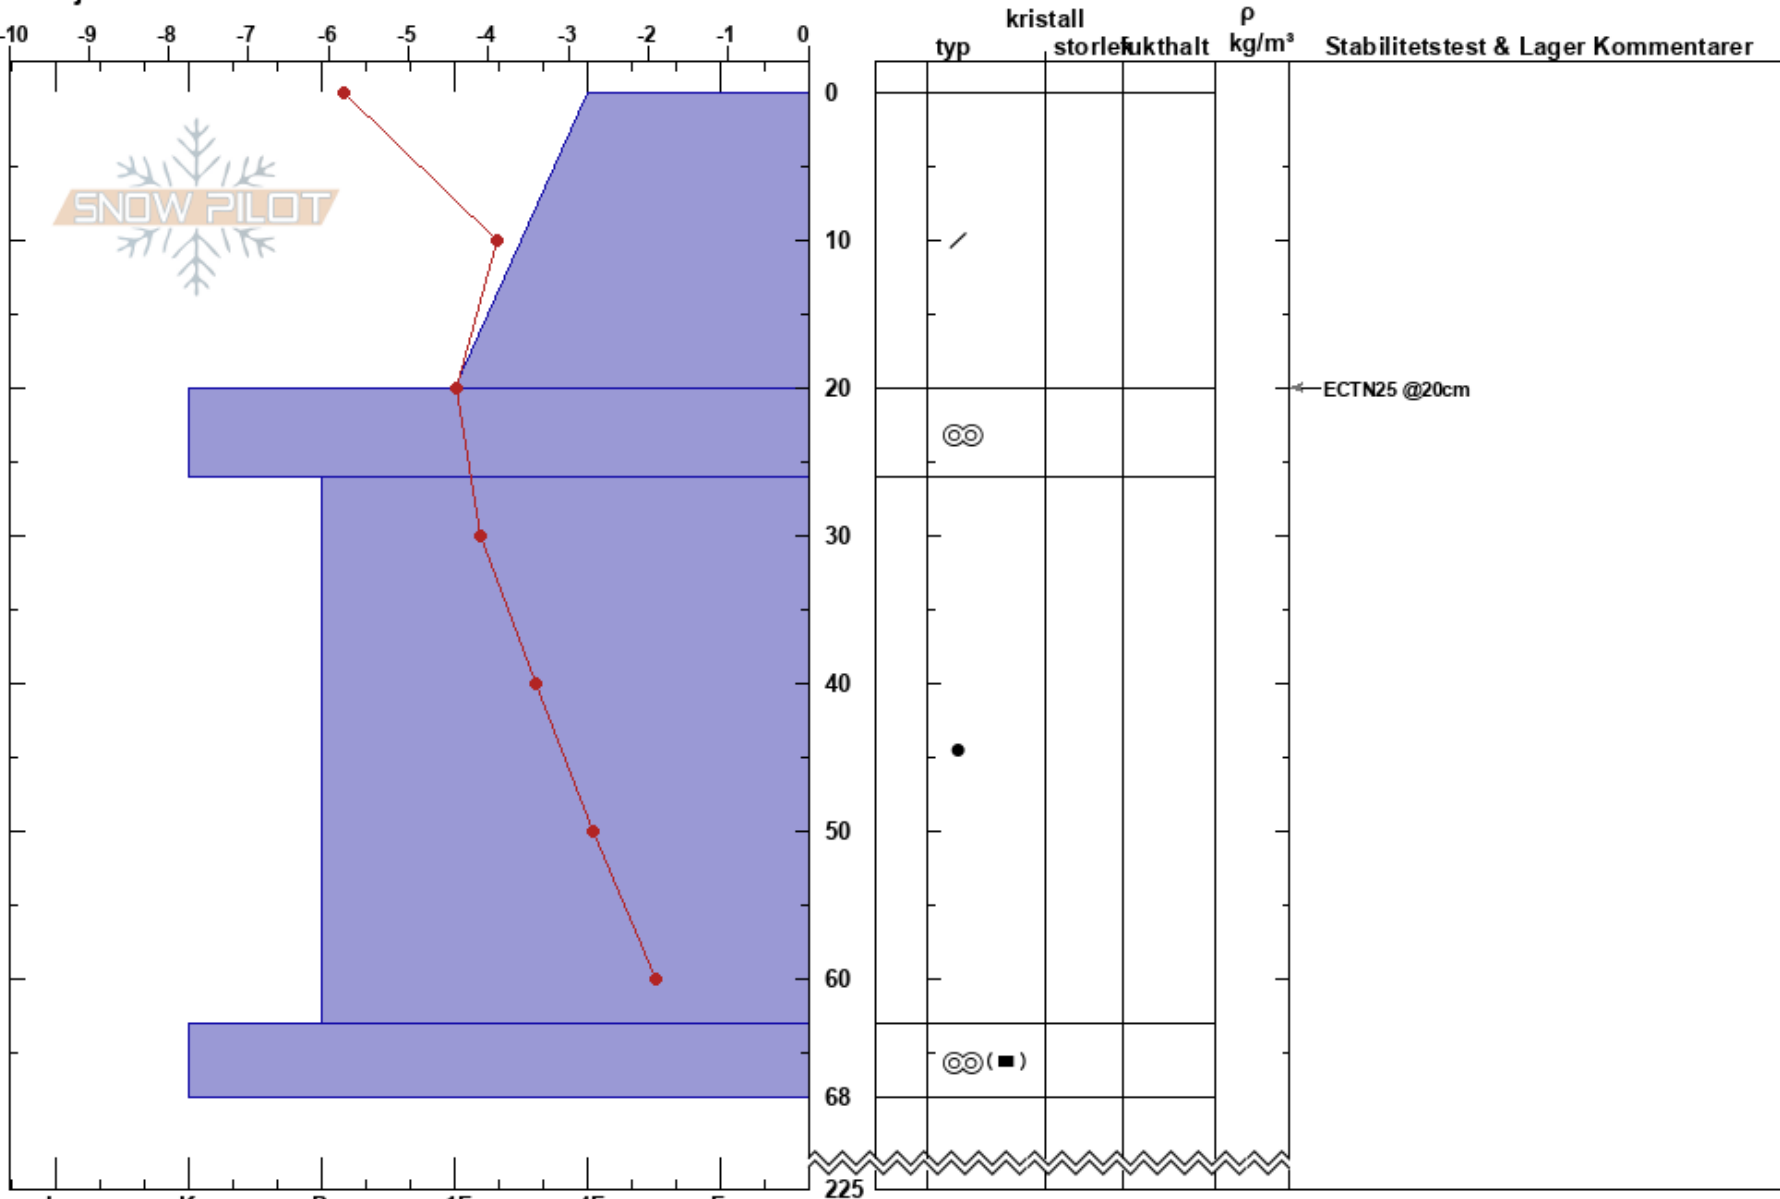 -10 -9 -8 -7 -6 -5 -4 -3 -2 -1 0
kristall
typ storlek fukthalt
ρ
kg/m³
Stabilitetstest & Lager Kommentarer
SNOW PILOT
0
10
20
ECTN25 @20cm
30
40
50
60
68
225